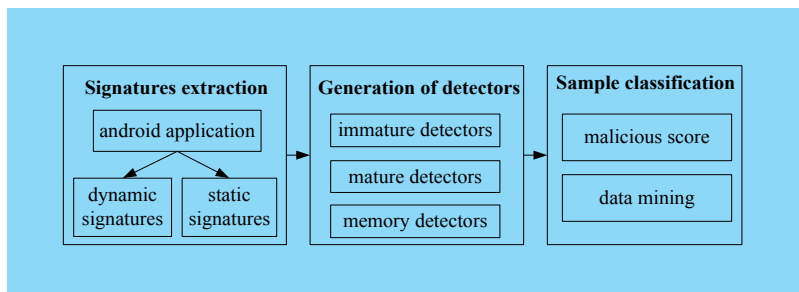 Signatures extraction
android application
dynamic
signatures
static
signatures
Generation of detectors
immature detectors
mature detectors
memory detectors
Sample classification
malicious score
data mining